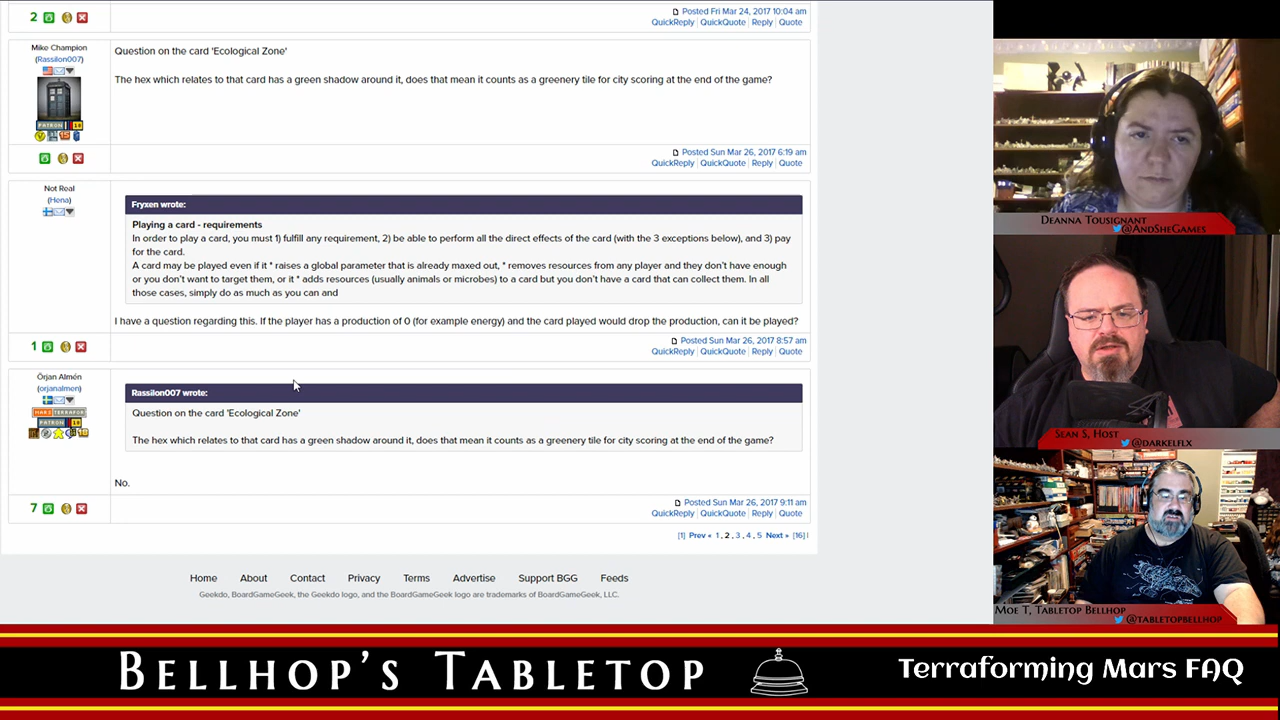 2
Posted Fri Mar 24, 2017 10:04 am
QuickReply QuickQuote Reply Quote
Mike Champion
(Rassilon007)
PATRON 18
15
Question on the card 'Ecological Zone'
The hex which relates to that card has a green shadow around it, does that mean it counts as a greenery tile for city scoring at the end of the game?
Posted Sun Mar 26, 2017 6:19 am
QuickReply QuickQuote Reply Quote
Not Real
(Hena)
Fryxen wrote:
Playing a card - requirements
In order to play a card, you must 1) fulfill any requirement, 2) be able to perform all the direct effects of the card (with the 3 exceptions below), and 3) pay
for the card.
A card may be played even if it * raises a global parameter that is already maxed out, * removes resources from any player and they don't have enough
or you don't want to target them, or it * adds resources (usually animals or microbes) to a card but you don't have a card that can collect them. In all
those cases, simply do as much as you can and
I have a question regarding this. If the player has a production of 0 (for example energy) and the card played would drop the production, can it be played?
1
Posted Sun Mar 26, 2017 8:57 am
QuickReply QuickQuote Reply Quote
Örjan Almén
(orjanalmen)
MARS TERRAFOR
PATRON 18
Rassilon007 wrote:
Question on the card 'Ecological Zone'
The hex which relates to that card has a green shadow around it, does that mean it counts as a greenery tile for city scoring at the end of the game?
No.
7
Posted Sun Mar 26, 2017 9:11 am
QuickReply QuickQuote Reply Quote
[1] Prev « 1 , 2 , 3 , 4 , 5 Next » [16]
Home About Contact Privacy Terms Advertise Support BGG Feeds
Geekdo, BoardGameGeek, the Geekdo logo, and the BoardGameGeek logo are trademarks of BoardGameGeek, LLC.
Deanna Tousignant
@AndSheGames
Sean S, Host
@darkelflx
Moe T, Tabletop Bellhop
@tabletopbellhop
Bellhop's Tabletop
Terraforming Mars FAQ